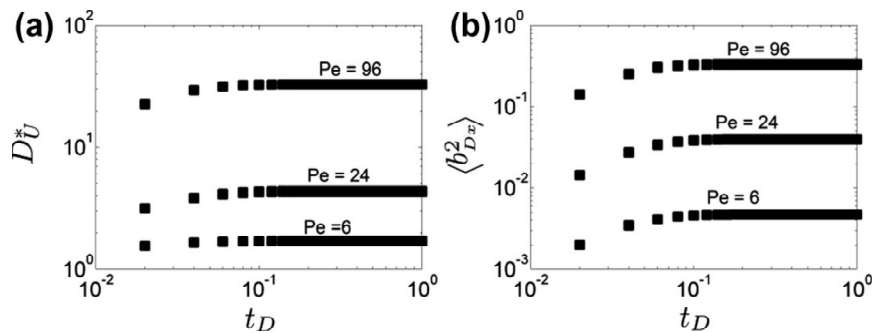 (a)
10^2
10^1
10^0
D^*_U
Pe = 96
Pe = 24
Pe =6
10^-2
10^-1
10^0
t_D
(b)
10^0
10^-1
10^-2
10^-3
⟨b^2_{Dx}⟩
Pe = 96
Pe = 24
Pe = 6
10^-2
10^-1
10^0
t_D